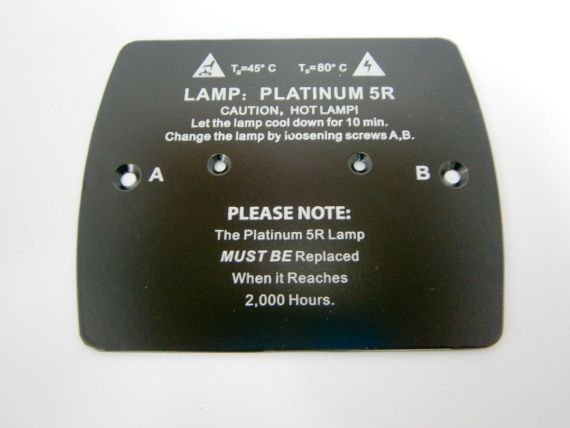 Ta=45° C Ta=80° C
LAMP: PLATINUM 5R
CAUTION, HOT LAMP!
Let the lamp cool down for 10 min.
Change the lamp by loosening screws A,B.
A B
PLEASE NOTE:
The Platinum 5R Lamp
MUST BE Replaced
When it Reaches
2,000 Hours.